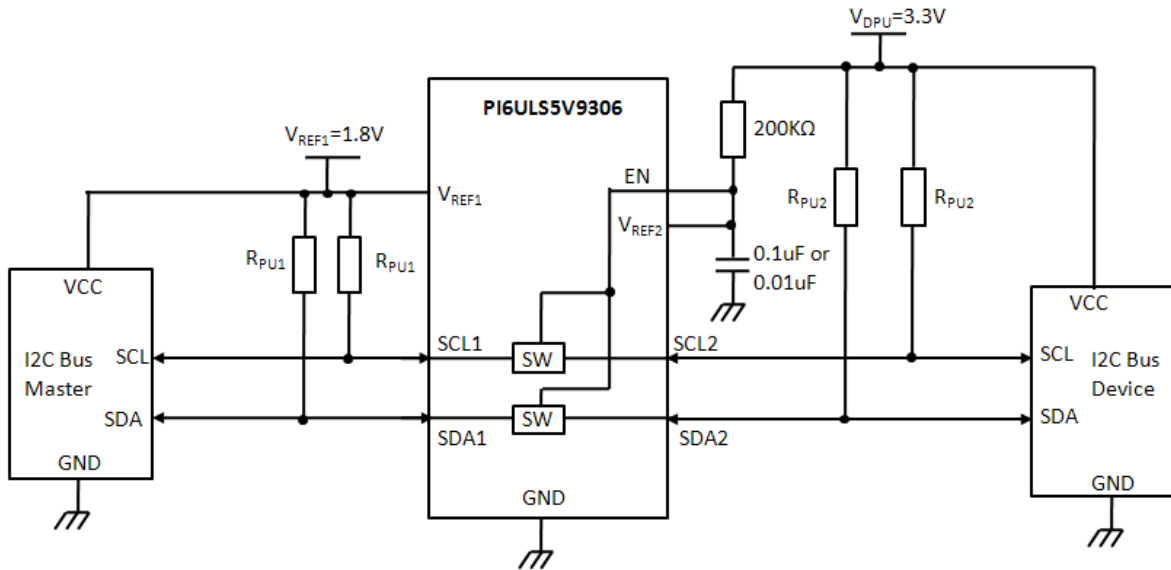 V_DPU=3.3V
PI6ULS5V9306
200KΩ
V_REF1=1.8V
EN
V_REF1
R_PU2
R_PU2
V_REF2
R_PU1
R_PU1
0.1uF or
0.01uF
VCC
VCC
SCL
SCL1
SW
SCL2
SCL
I2C Bus
Master
I2C Bus
Device
SDA
SDA1
SW
SDA2
SDA
GND
GND
GND